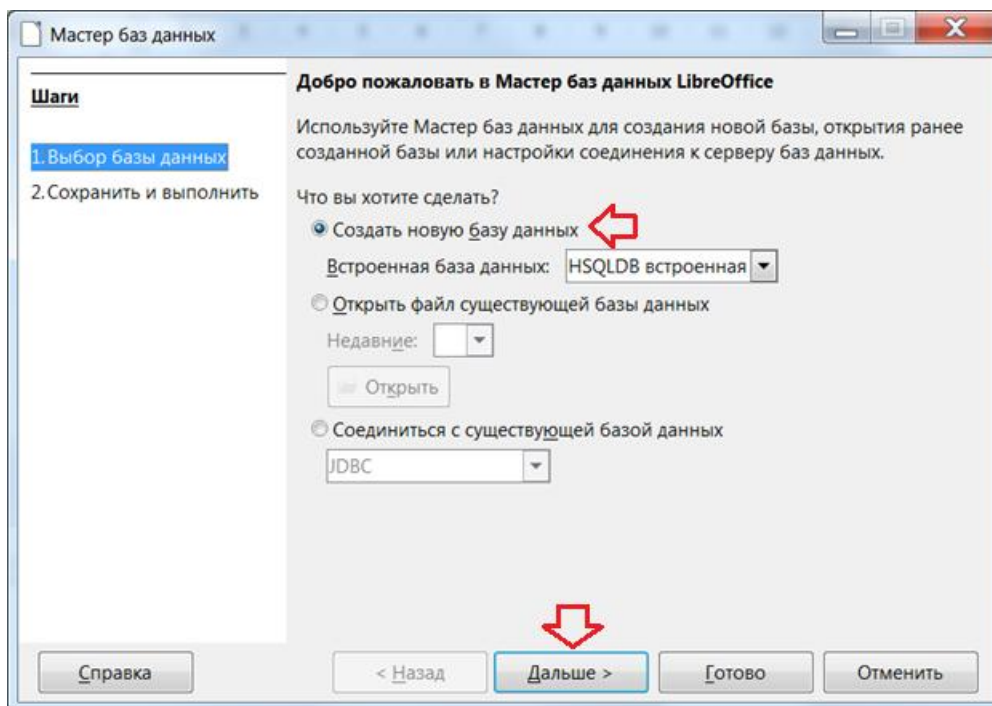 Мастер баз данных
Шаги
1. Выбор базы данных
2. Сохранить и выполнить
Добро пожаловать в Мастер баз данных LibreOffice
Используйте Мастер баз данных для создания новой базы, открытия ранее
созданной базы или настройки соединения к серверу баз данных.
Что вы хотите сделать?
Создать новую базу данных
Встроенная база данных: HSQLDB встроенная
Открыть файл существующей базы данных
Недавние:
Открыть
Соединиться с существующей базой данных
JDBC
Справка
< Назад
Дальше >
Готово
Отменить